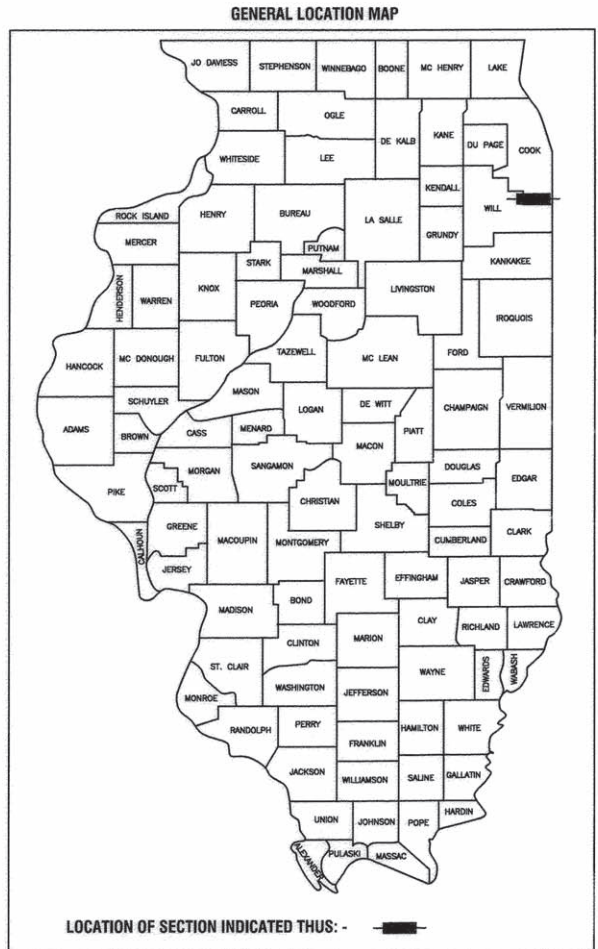 GENERAL LOCATION MAP
JO DAVIESS
STEPHENSON
WINNEBAGO
BOONE
MC HENRY
LAKE
CARROLL
OGLE
DE KALB
KANE
DU PAGE
COOK
WHITESIDE
LEE
KENDALL
WILL
ROCK ISLAND
HENRY
BUREAU
LA SALLE
GRUNDY
MERCER
PUTNAM
STARK
MARSHALL
KANKAKEE
HENDERSON
WARREN
KNOX
PEORIA
WOODFORD
LIVINGSTON
IROQUOIS
HANCOCK
MC DONOUGH
FULTON
TAZEWELL
MC LEAN
FORD
MASON
SCHUYLER
LOGAN
DE WITT
CHAMPAIGN
VERMILION
ADAMS
BROWN
CASS
MENARD
MACON
PIATT
MORGAN
SANGAMON
DOUGLAS
EDGAR
PIKE
SCOTT
CHRISTIAN
MOULTRIE
COLES
GREENE
MACOUPIN
MONTGOMERY
SHELBY
CUMBERLAND
CLARK
CALHOUN
JERSEY
FAYETTE
EFFINGHAM
JASPER
CRAWFORD
MADISON
BOND
CLAY
RICHLAND
LAWRENCE
MARION
CLINTON
ST. CLAIR
WAYNE
EDWARDS
WABASH
WASHINGTON
JEFFERSON
MONROE
RANDOLPH
PERRY
HAMILTON
WHITE
FRANKLIN
JACKSON
WILLIAMSON
SALINE
GALLATIN
UNION
JOHNSON
POPE
HARDIN
ALEXANDER
PULASKI
MASSAC
LOCATION OF SECTION INDICATED THUS: -